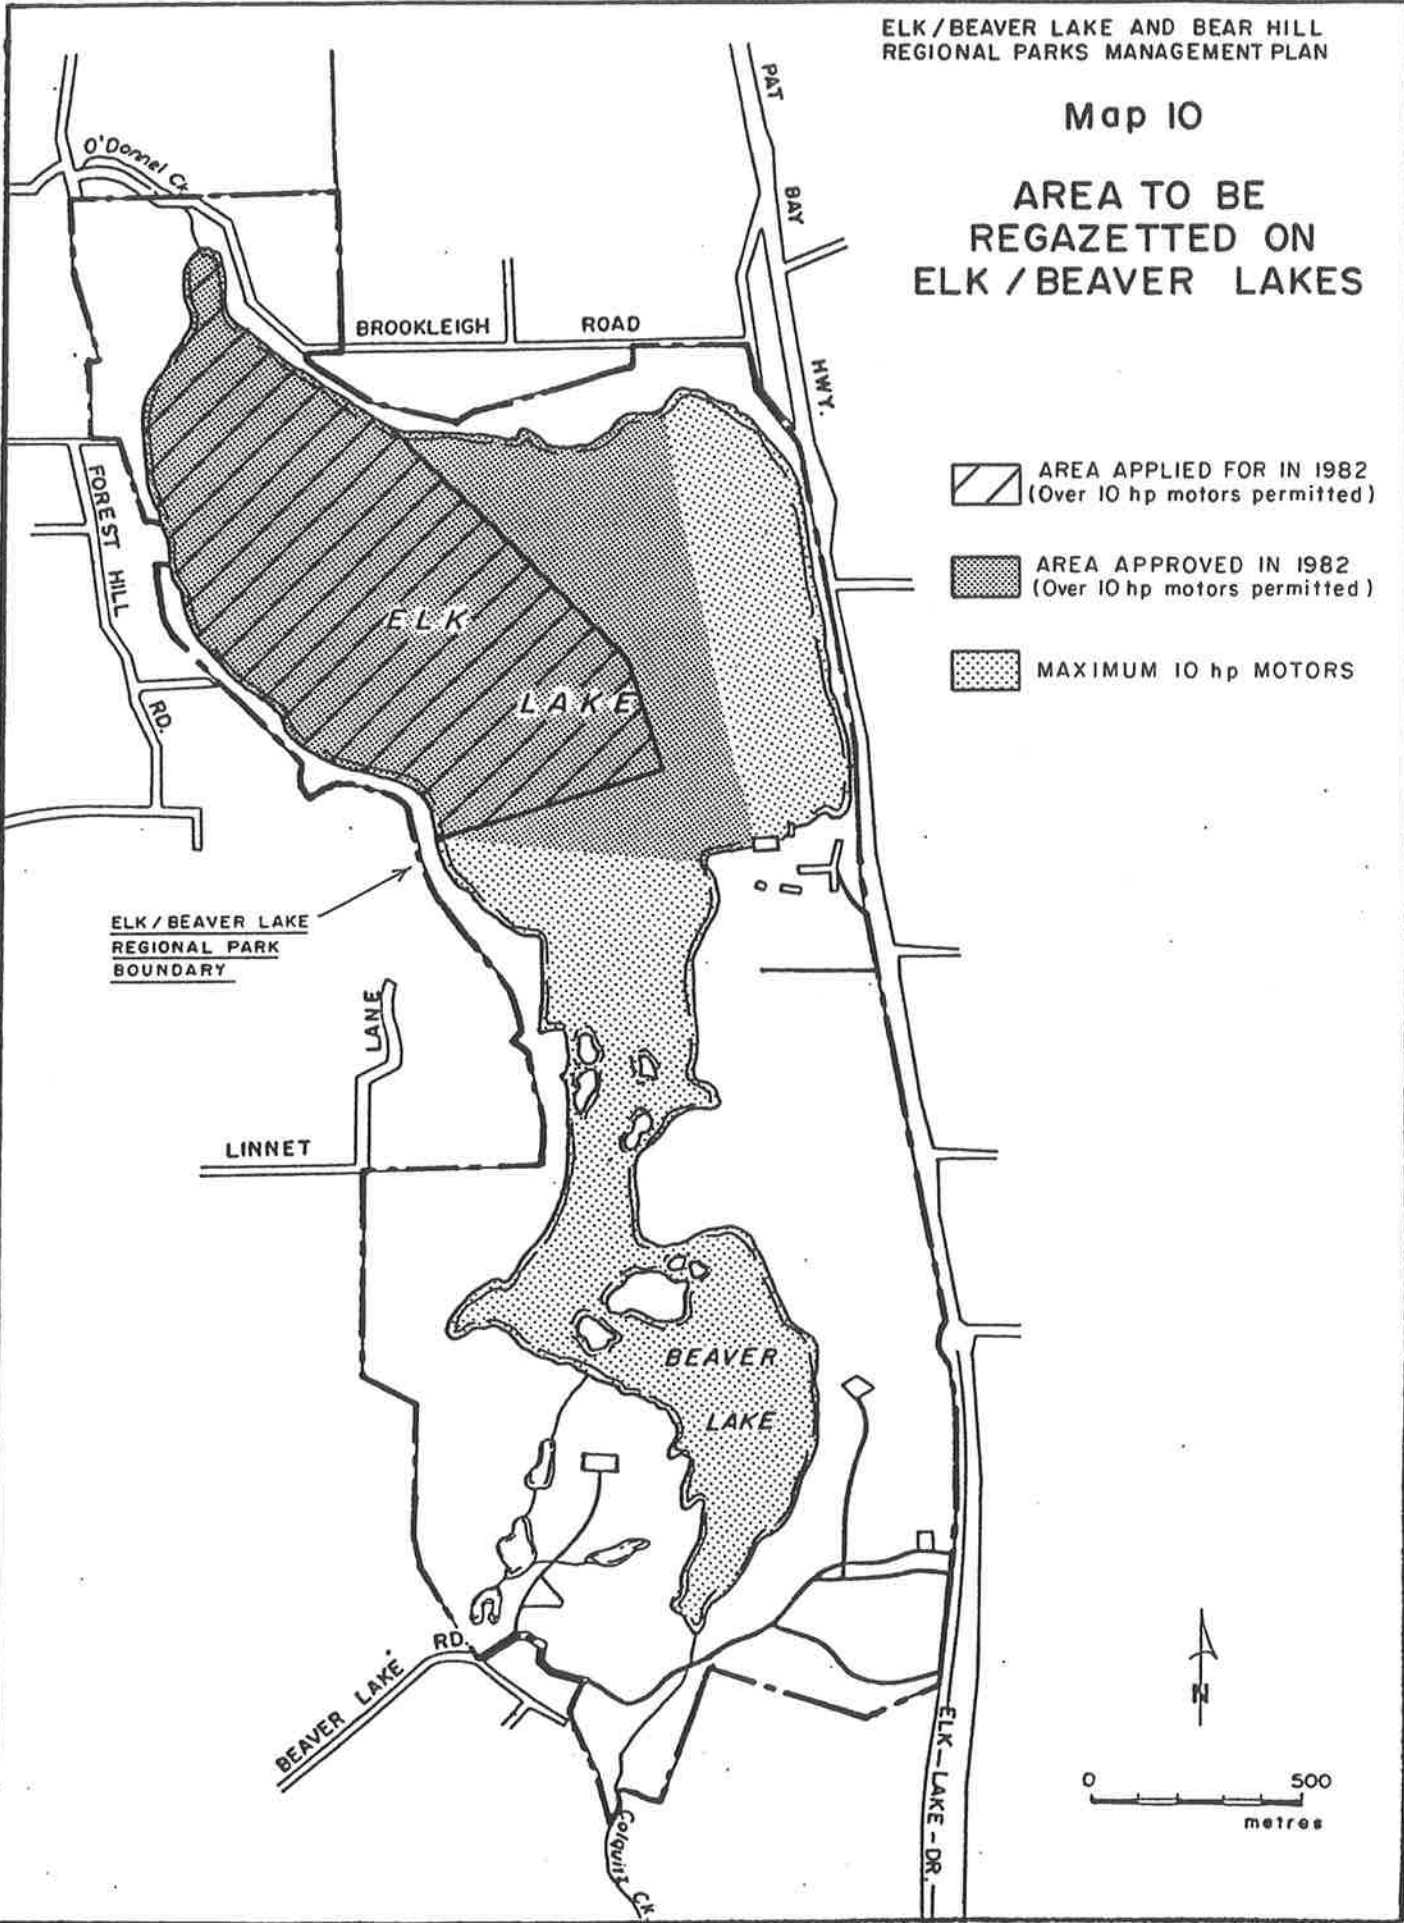 ELK/BEAVER LAKE AND BEAR HILL
REGIONAL PARKS MANAGEMENT PLAN
Map 10
AREA TO BE
REGAZETTED ON
ELK / BEAVER LAKES
PAT
BAY
HWY.
O'Donnel Ck.
BROOKLEIGH ROAD
AREA APPLIED FOR IN 1982
(Over 10 hp motors permitted)
AREA APPROVED IN 1982
(Over 10 hp motors permitted)
MAXIMUM 10 hp MOTORS
FOREST HILL
RD.
ELK
LAKE
ELK/BEAVER LAKE
REGIONAL PARK
BOUNDARY
LANE
LINNET
BEAVER
LAKE
BEAVER LAKE RD.
N
0 500
metres
ELK-LAKE-DR.
Colquitz Ck.